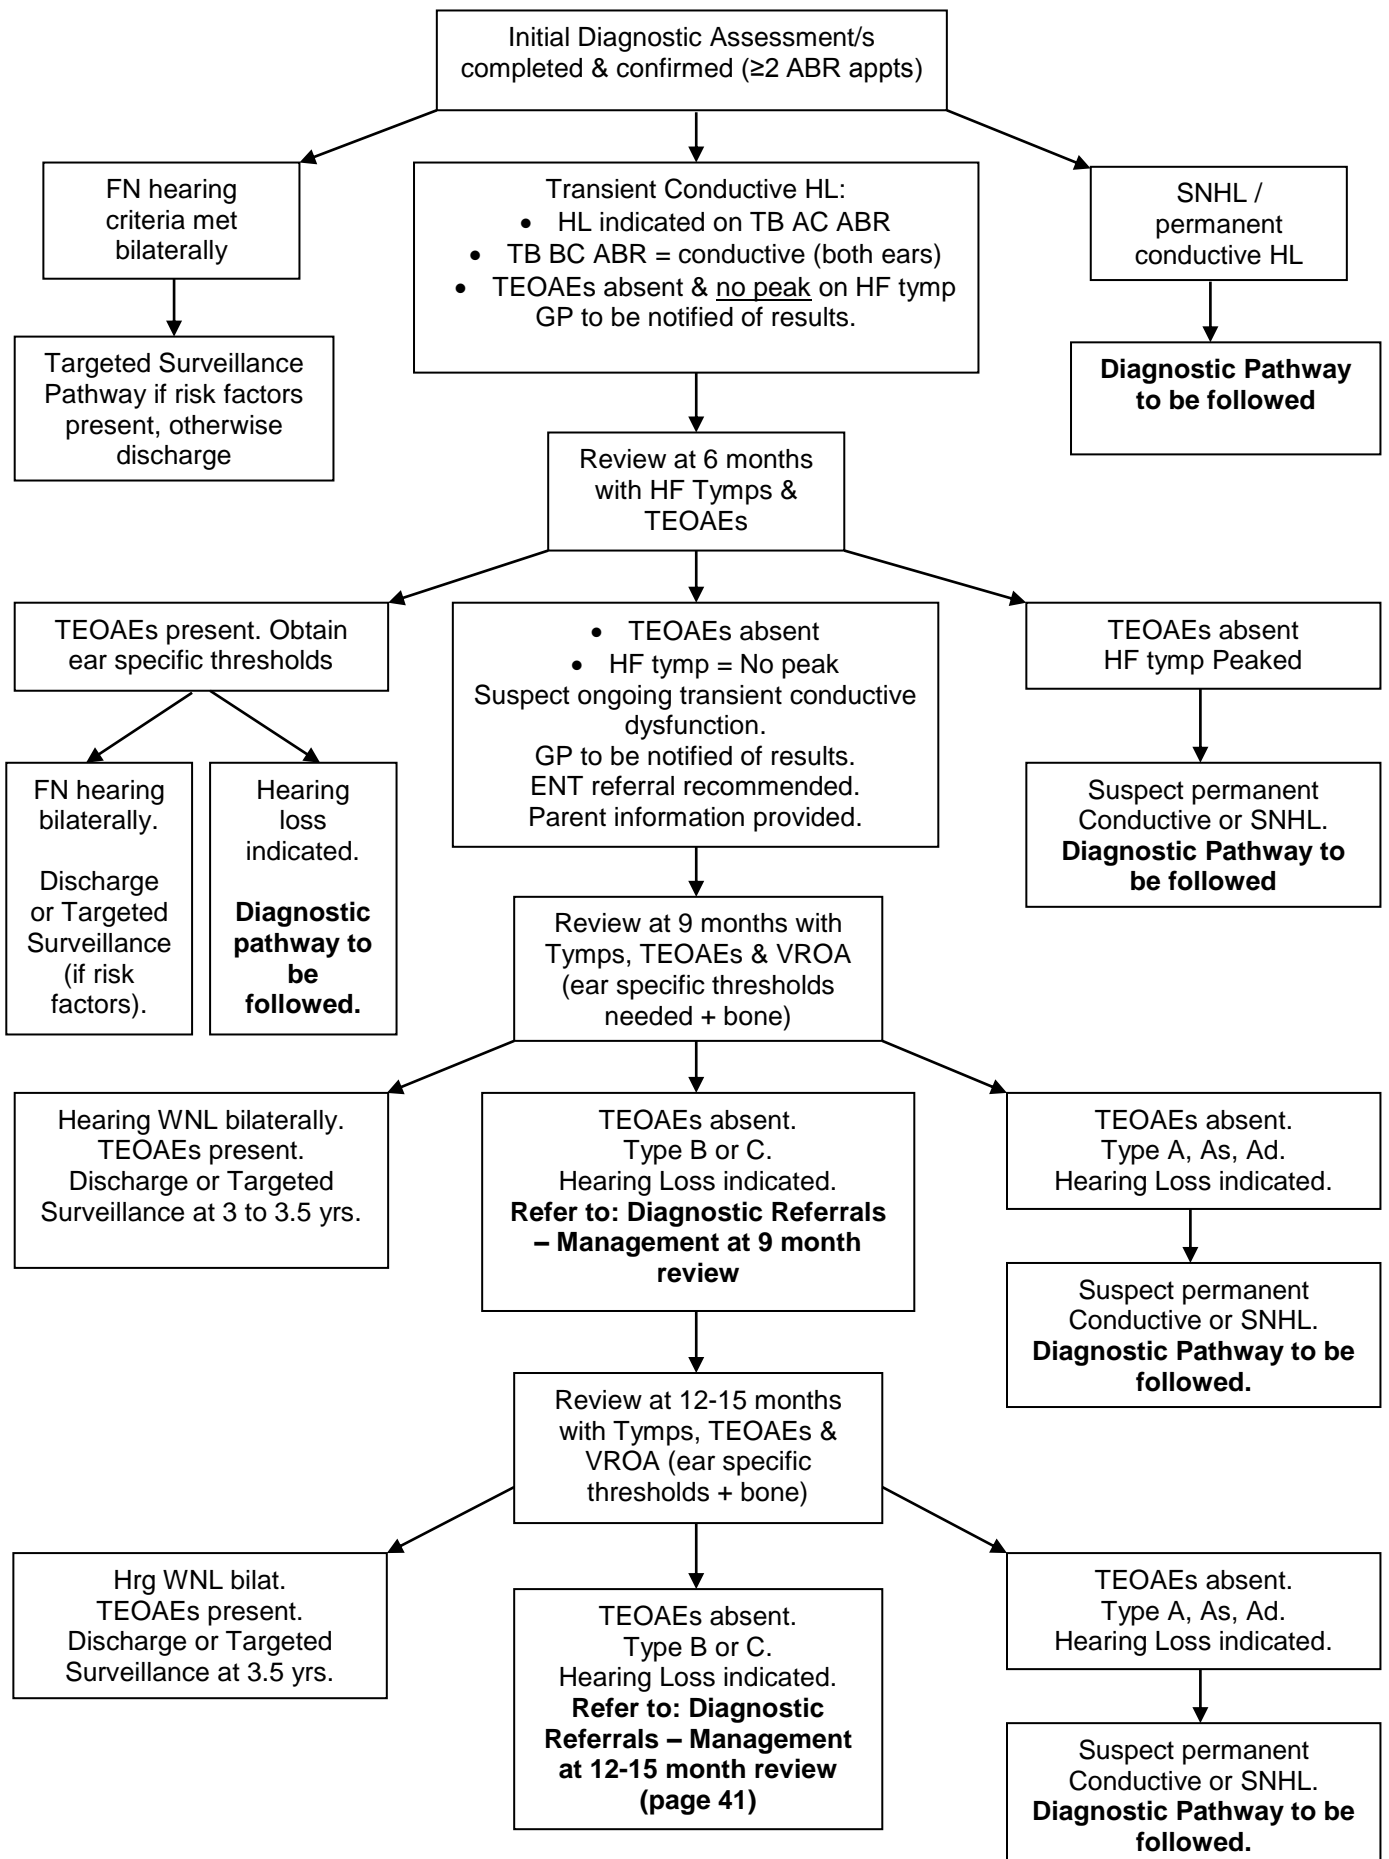 Initial Diagnostic Assessment/s
completed & confirmed (≥2 ABR appts)
FN hearing
criteria met
bilaterally
Transient Conductive HL:
• HL indicated on TB AC ABR
• TB BC ABR = conductive (both ears)
• TEOAEs absent & no peak on HF tymp
GP to be notified of results.
SNHL /
permanent
conductive HL
Targeted Surveillance
Pathway if risk factors
present, otherwise
discharge
Diagnostic Pathway
to be followed
Review at 6 months
with HF Tymps &
TEOAEs
TEOAEs present. Obtain
ear specific thresholds
• TEOAEs absent
• HF tymp = No peak
Suspect ongoing transient conductive
dysfunction.
GP to be notified of results.
ENT referral recommended.
Parent information provided.
TEOAEs absent
HF tymp Peaked
FN hearing
bilaterally.
Discharge
or Targeted
Surveillance
(if risk
factors).
Hearing
loss
indicated.
Diagnostic
pathway to
be
followed.
Suspect permanent
Conductive or SNHL.
Diagnostic Pathway to
be followed
Review at 9 months with
Tymps, TEOAEs & VROA
(ear specific thresholds
needed + bone)
Hearing WNL bilaterally.
TEOAEs present.
Discharge or Targeted
Surveillance at 3 to 3.5 yrs.
TEOAEs absent.
Type B or C.
Hearing Loss indicated.
Refer to: Diagnostic Referrals
– Management at 9 month
review
TEOAEs absent.
Type A, As, Ad.
Hearing Loss indicated.
Suspect permanent
Conductive or SNHL.
Diagnostic Pathway to be
followed.
Review at 12-15 months
with Tymps, TEOAEs &
VROA (ear specific
thresholds + bone)
Hrg WNL bilat.
TEOAEs present.
Discharge or Targeted
Surveillance at 3.5 yrs.
TEOAEs absent.
Type B or C.
Hearing Loss indicated.
Refer to: Diagnostic
Referrals – Management
at 12-15 month review
(page 41)
TEOAEs absent.
Type A, As, Ad.
Hearing Loss indicated.
Suspect permanent
Conductive or SNHL.
Diagnostic Pathway to be
followed.